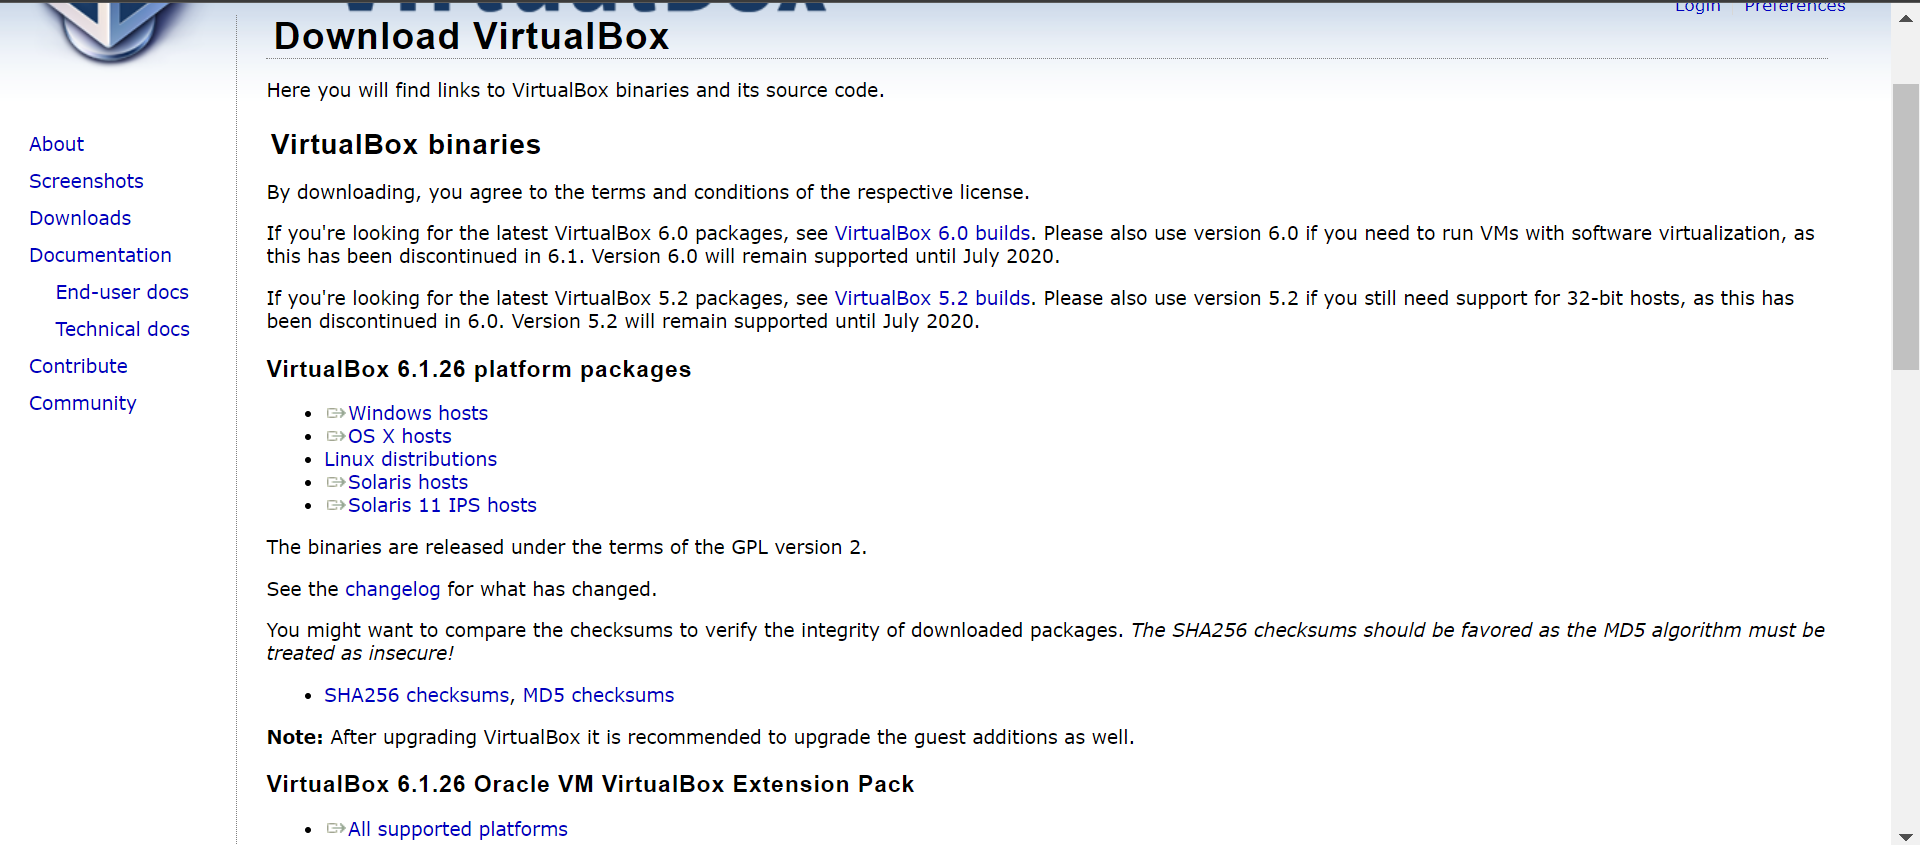 VirtualBox
Login Preferences
Download VirtualBox
Here you will find links to VirtualBox binaries and its source code.
About
Screenshots
Downloads
Documentation
End-user docs
Technical docs
Contribute
Community
VirtualBox binaries
By downloading, you agree to the terms and conditions of the respective license.
If you're looking for the latest VirtualBox 6.0 packages, see VirtualBox 6.0 builds. Please also use version 6.0 if you need to run VMs with software virtualization, as
this has been discontinued in 6.1. Version 6.0 will remain supported until July 2020.
If you're looking for the latest VirtualBox 5.2 packages, see VirtualBox 5.2 builds. Please also use version 5.2 if you still need support for 32-bit hosts, as this has
been discontinued in 6.0. Version 5.2 will remain supported until July 2020.
VirtualBox 6.1.26 platform packages
• Windows hosts
• OS X hosts
• Linux distributions
• Solaris hosts
• Solaris 11 IPS hosts
The binaries are released under the terms of the GPL version 2.
See the changelog for what has changed.
You might want to compare the checksums to verify the integrity of downloaded packages. The SHA256 checksums should be favored as the MD5 algorithm must be
treated as insecure!
• SHA256 checksums, MD5 checksums
Note: After upgrading VirtualBox it is recommended to upgrade the guest additions as well.
VirtualBox 6.1.26 Oracle VM VirtualBox Extension Pack
• All supported platforms